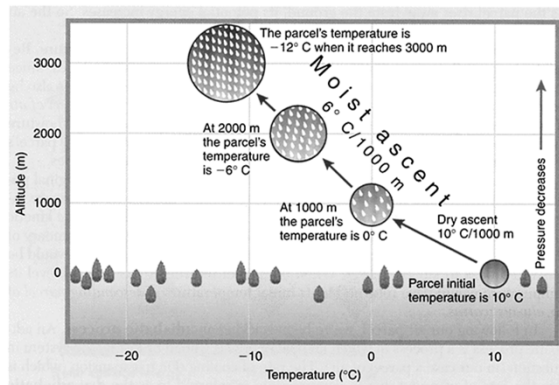 The parcel's temperature is
−12° C when it reaches 3000 m
Moist ascent
6° C/1000 m
At 2000 m
the parcel's
temperature
is −6° C
At 1000 m
the parcel's
temperature is 0° C
Dry ascent
10° C/1000 m
Parcel initial
temperature is 10° C
Pressure decreases
Altitude (m)
3000
2000
1000
0
−20
−10
0
10
Temperature (°C)